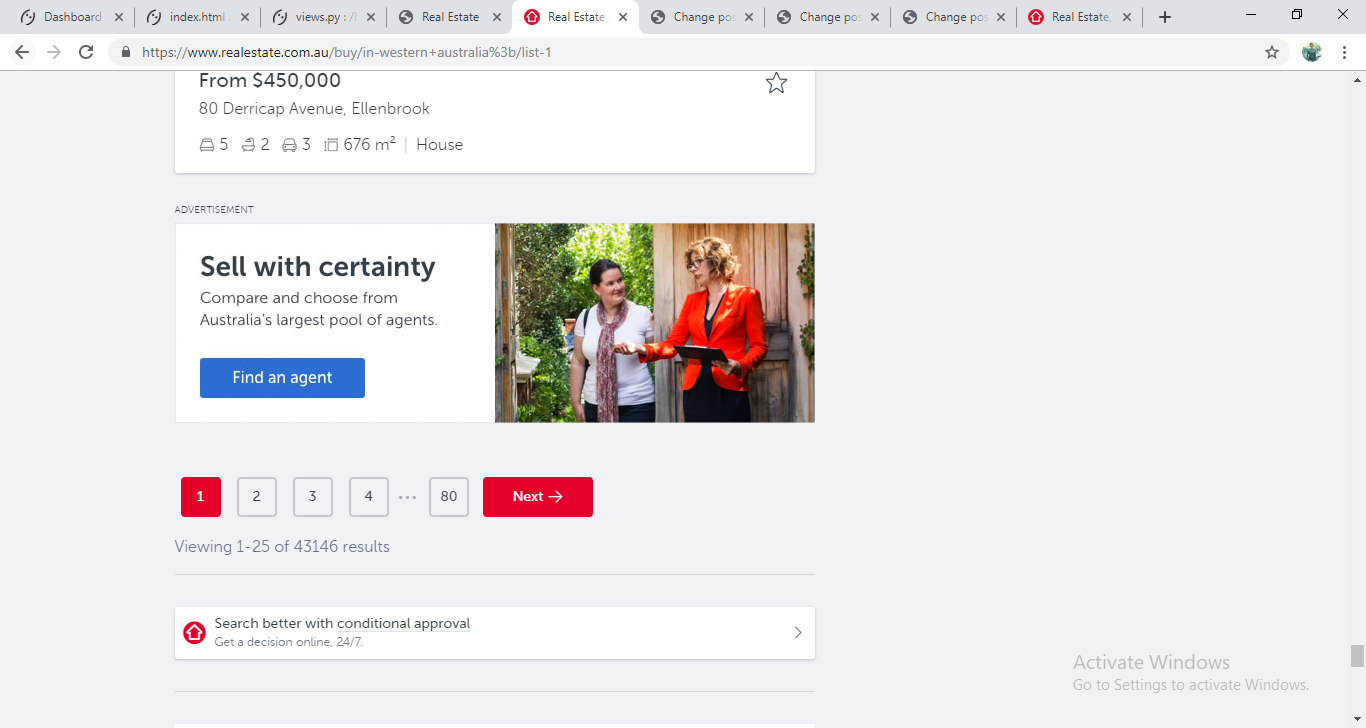 Dashboard
index.html :
views.py : /h
Real Estate
Real Estate
Change pos
Change pos
Change pos
Real Estate,
https://www.realestate.com.au/buy/in-western+australia%3b/list-1
From $450,000
80 Derricap Avenue, Ellenbrook
5 2 3 676 m² | House
ADVERTISEMENT
Sell with certainty
Compare and choose from
Australia's largest pool of agents.
Find an agent
1 2 3 4 ••• 80 Next →
Viewing 1-25 of 43146 results
Search better with conditional approval
Get a decision online, 24/7.
Activate Windows
Go to Settings to activate Windows.